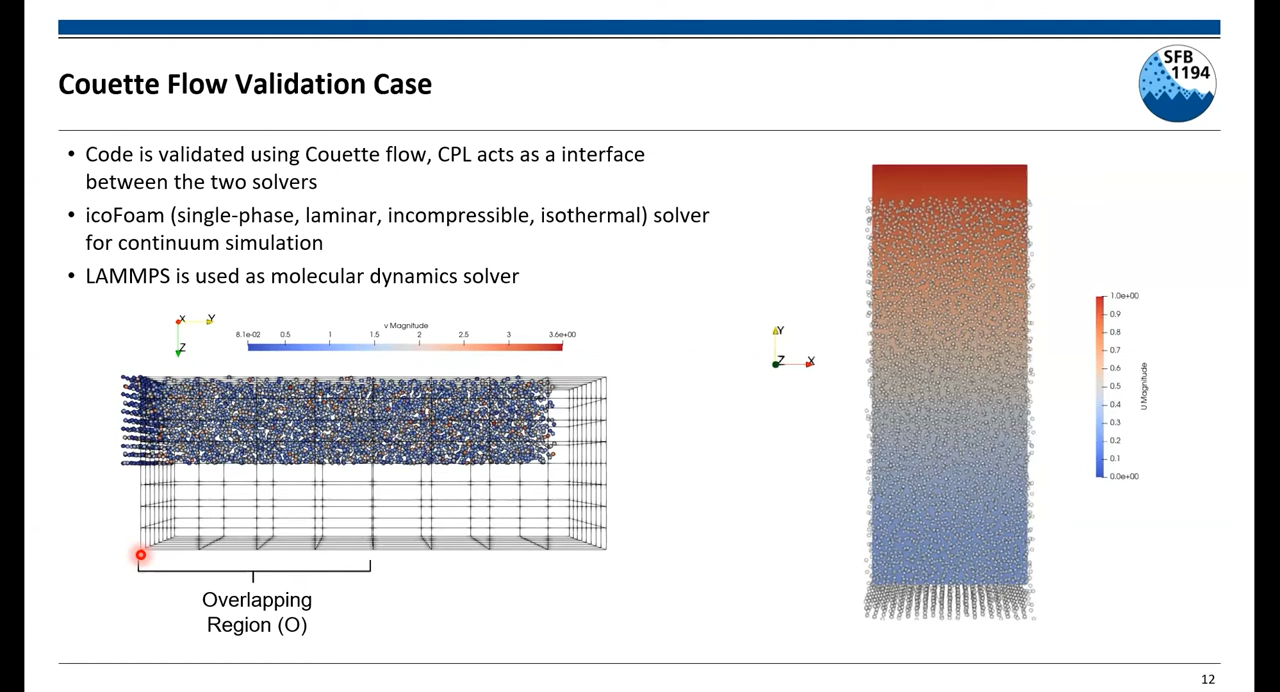 SFB
1194
Couette Flow Validation Case
• Code is validated using Couette flow, CPL acts as a interface
between the two solvers
• icoFoam (single-phase, laminar, incompressible, isothermal) solver
for continuum simulation
• LAMMPS is used as molecular dynamics solver
X Y
Z
v Magnitude
8.1e-02 0.5 1 1.5 2 2.5 3 3.6e+00
Overlapping
Region (O)
Y
Z X
1.0e+00
0.9
0.8
0.7
0.6
0.5
0.4
0.3
0.2
0.1
0.0e+00
U Magnitude
12